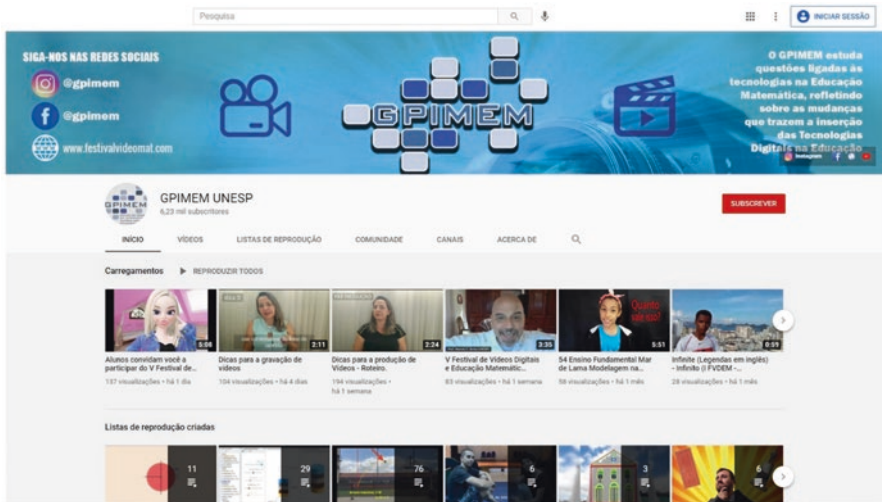 Pesquisa
INICIAR SESSÃO
SIGA-NOS NAS REDES SOCIAIS
@gpimem
@gpimem
www.festivalvideomat.com
GPIMEM
O GPIMEM estuda
questões ligadas às
tecnologias na Educação
Matemática, refletindo
sobre as mudanças
que trazem a inserção
das Tecnologias
Digitais na Educação
Instagram
GPIMEM
GPIMEM UNESP
6,23 mil subscritores
SUBSCREVER
INÍCIO VÍDEOS LISTAS DE REPRODUÇÃO COMUNIDADE CANAIS ACERCA DE
Carregamentos REPRODUZIR TODOS
5:08
2:11
2:24
3:35
Quanto
saiu isso?
5:51
0:59
Alunos convidam você a
participar do V Festival de...
137 visualizações • há 1 dia
Dicas para a gravação de
vídeos
104 visualizações • há 4 dias
Dicas para a produção de
Vídeos - Roteiro.
194 visualizações •
há 1 semana
V Festival de Vídeos Digitais
e Educação Matemátic...
83 visualizações • há 1 semana
54 Ensino Fundamental Mar
de Lama Modelagem na...
56 visualizações • há 1 mês
Infinite (Legendas em inglês)
- Infinito (I FVDEM -...
28 visualizações • há 1 mês
Listas de reprodução criadas
11
29
76
6
3
6